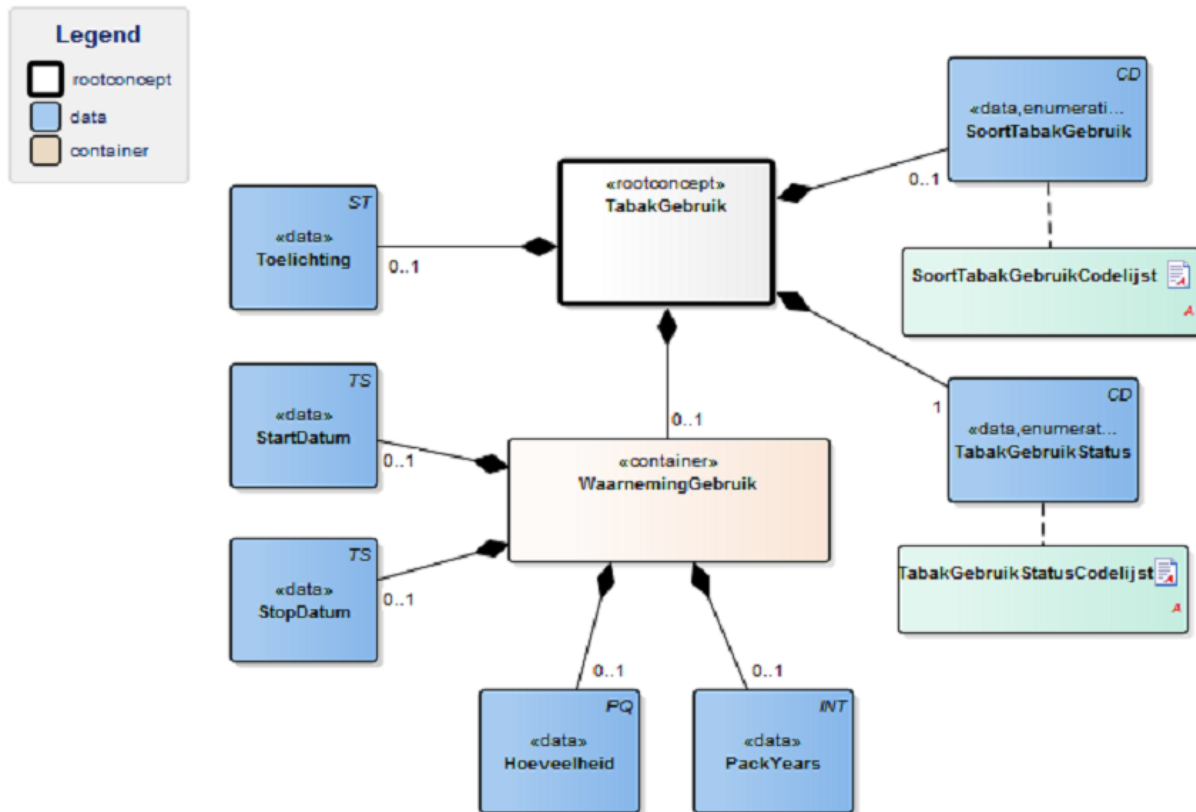 Legend
rootconcept
data
container
CD
«data,enumerati...
SoortTabakGebruik
0..1
«rootconcept»
TabakGebruik
ST
«data»
Toelichting
0..1
SoortTabakGebruikCodelijst
A
TS
«data»
StartDatum
0..1
0..1
1
CD
«data,enumerat...
TabakGebruikStatus
«container»
WaarnemingGebruik
TS
«data»
StopDatum
0..1
TabakGebruikStatusCodelijst
A
0..1
0..1
PQ
«data»
Hoeveelheid
INT
«data»
PackYears